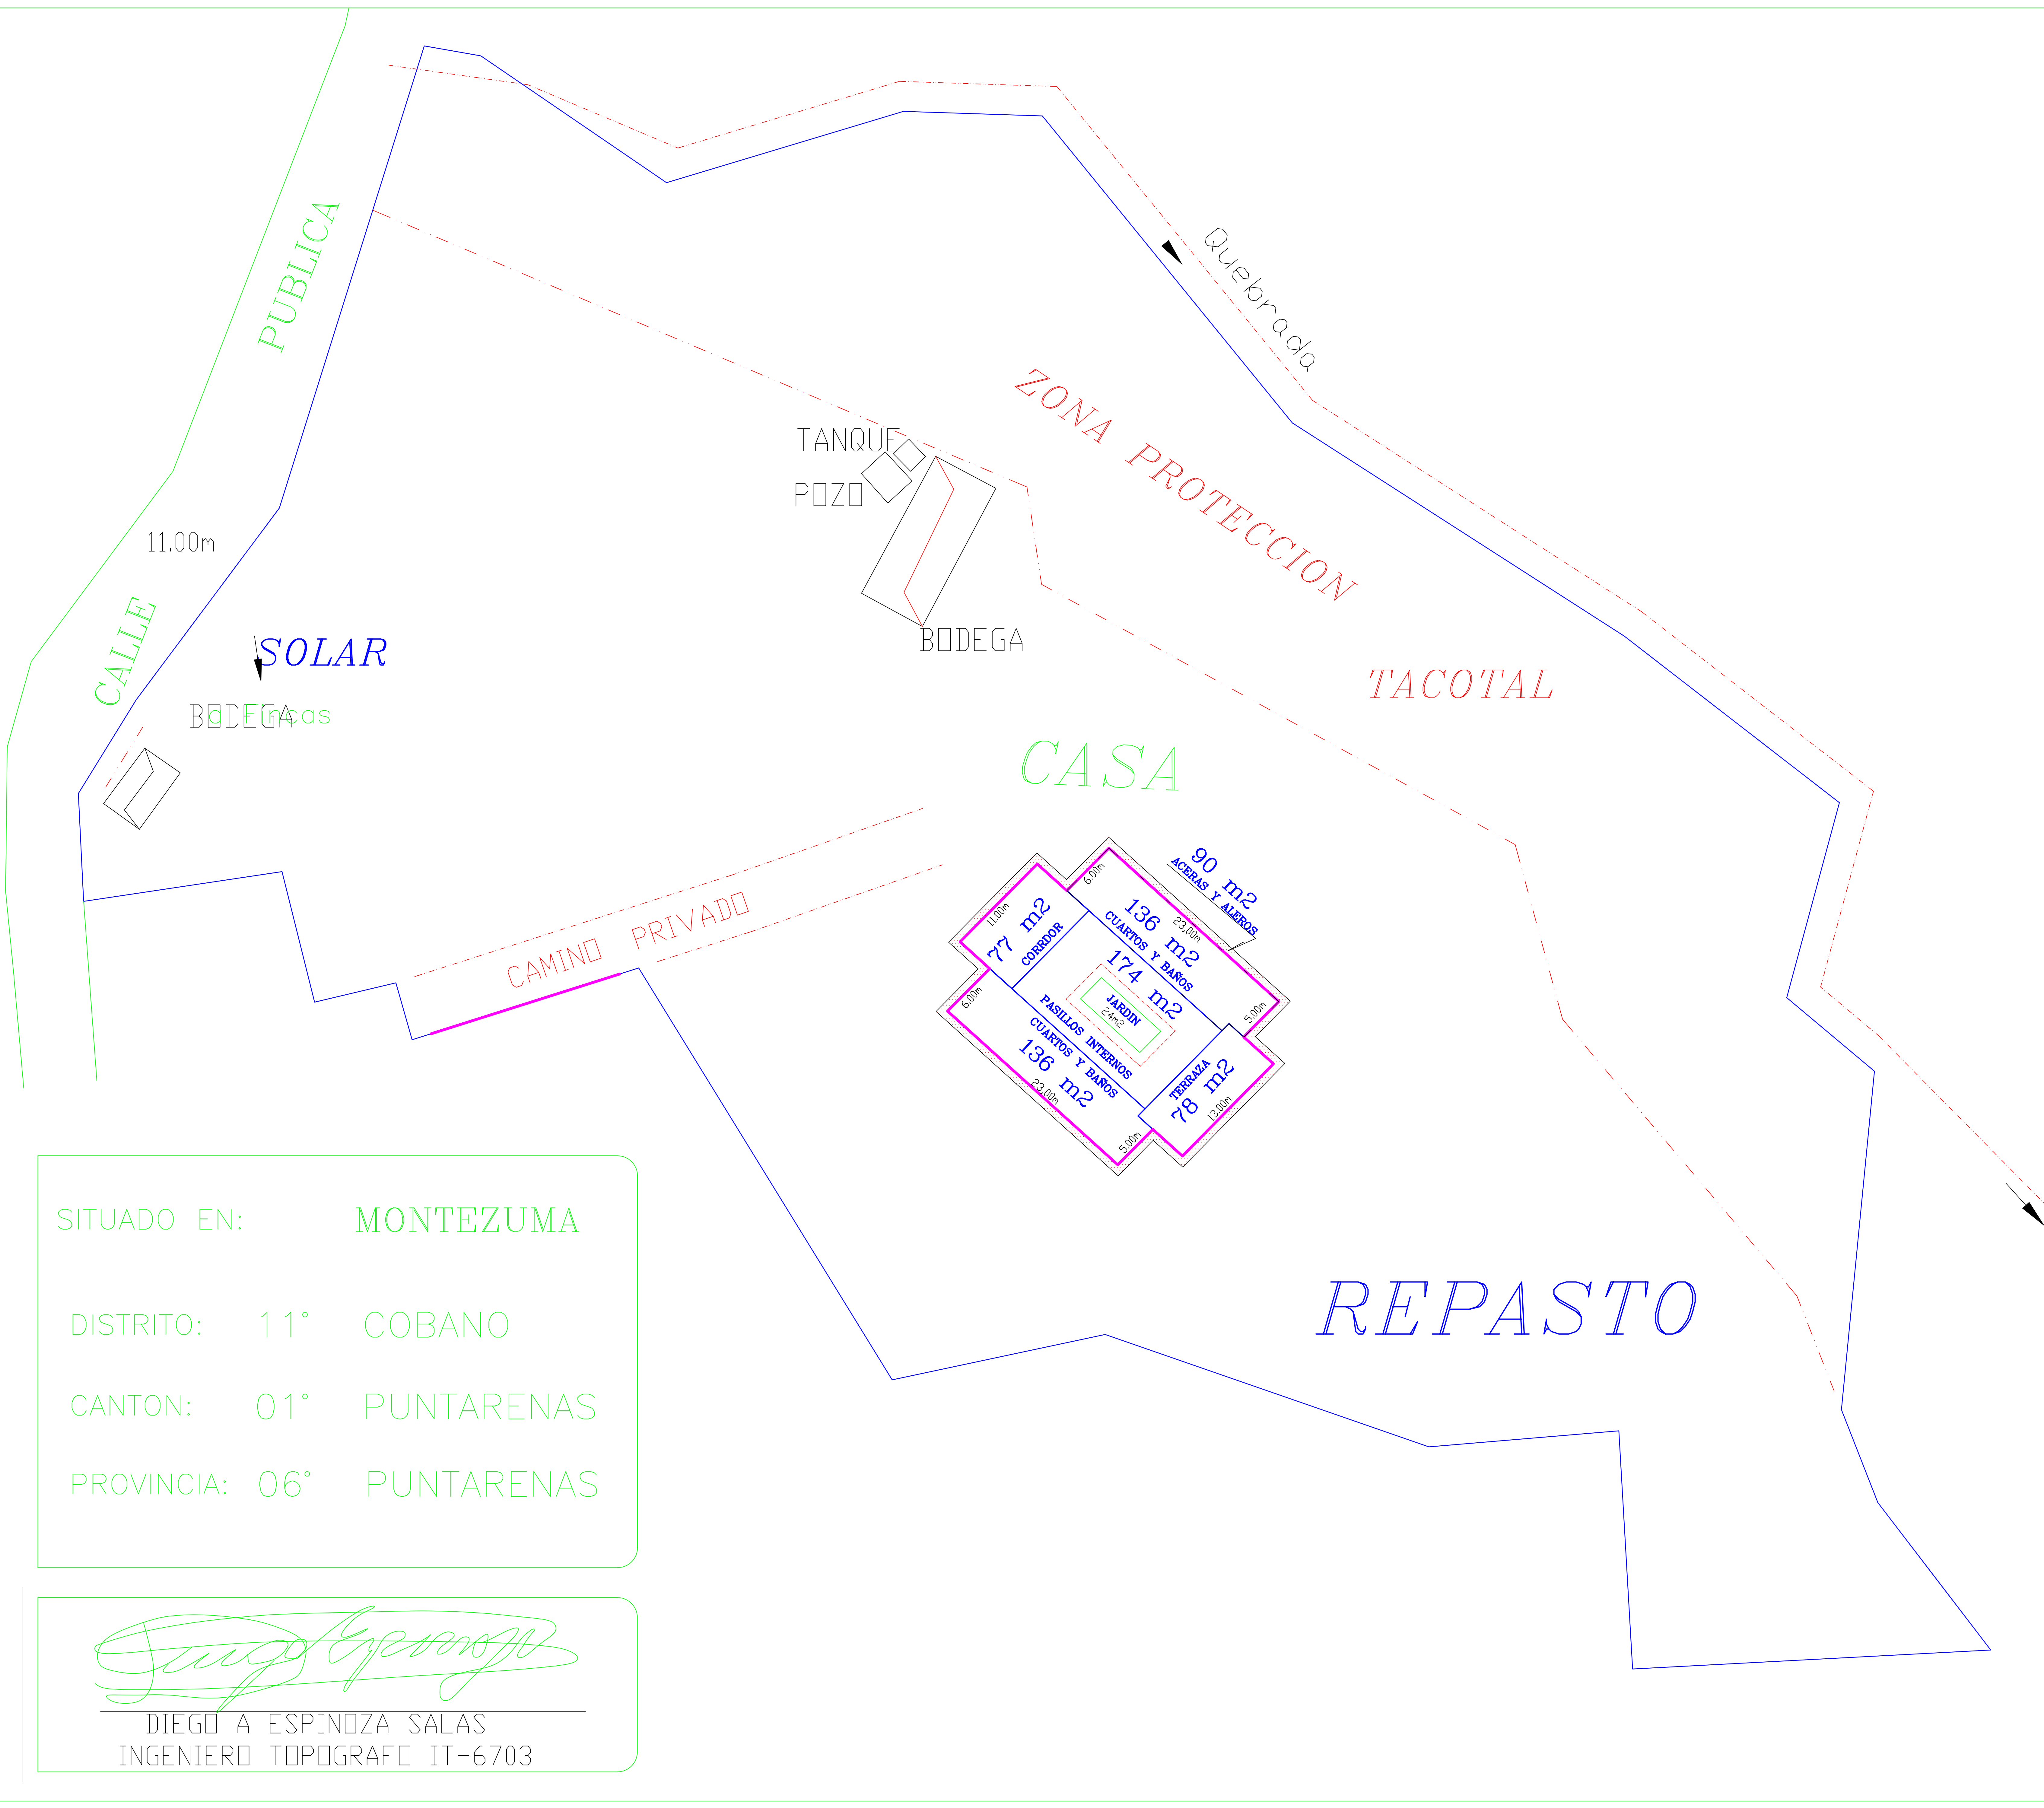 CALLE PUBLICA
11.00m
SOLAR
BODEGA
a Fincas
TANQUE
POZO
BODEGA
Quebrada
ZONA PROTECCION
TACOTAL
CASA
CAMINO PRIVADO
90 m2
ACERAS Y ALEROS
6.00m
136 m2
23,00m
CUARTOS Y BAÑOS
11.00m
77 m2
CORRDOR
174 m2
JARDIN
24m2
PASILLOS INTERNOS
5.00m
6.00m
CUARTOS Y BAÑOS
136 m2
23,00m
TERRAZA
78 m2
13.00m
5.00m
REPASTO
SITUADO EN: MONTEZUMA
DISTRITO: 11° COBANO
CANTON: 01° PUNTARENAS
PROVINCIA: 06° PUNTARENAS
DIEGO A ESPINOZA SALAS
INGENIERO TOPOGRAFO IT-6703